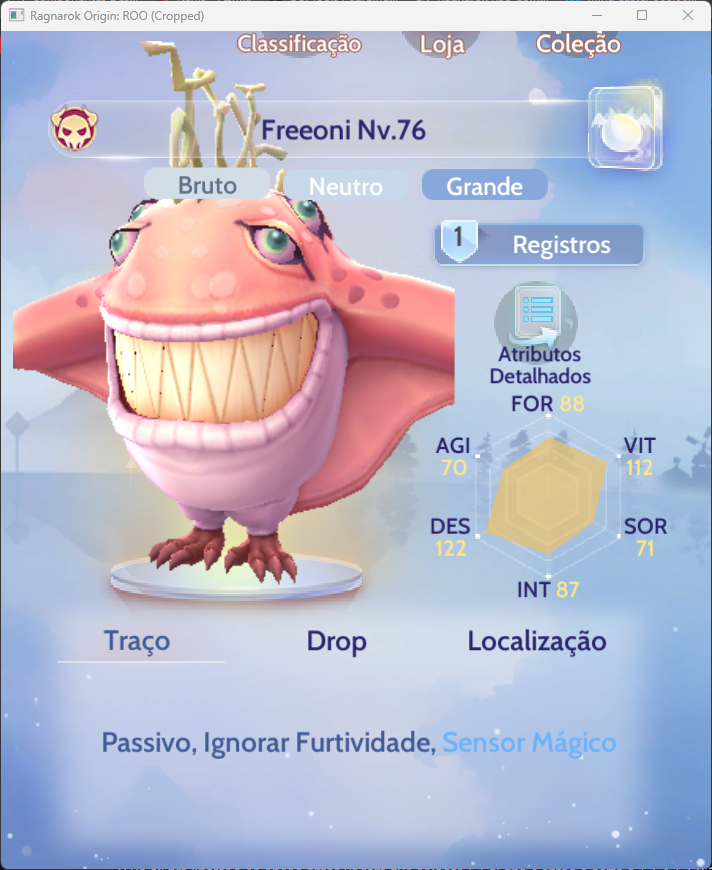 Ragnarok Origin: ROO (Cropped)
Classificação Loja Coleção
Freeoni Nv.76
Bruto Neutro Grande
1 Registros
Atributos
Detalhados
FOR 88
AGI VIT
70 112
DES SOR
122 71
INT 87
Traço Drop Localização
Passivo, Ignorar Furtividade, Sensor Mágico